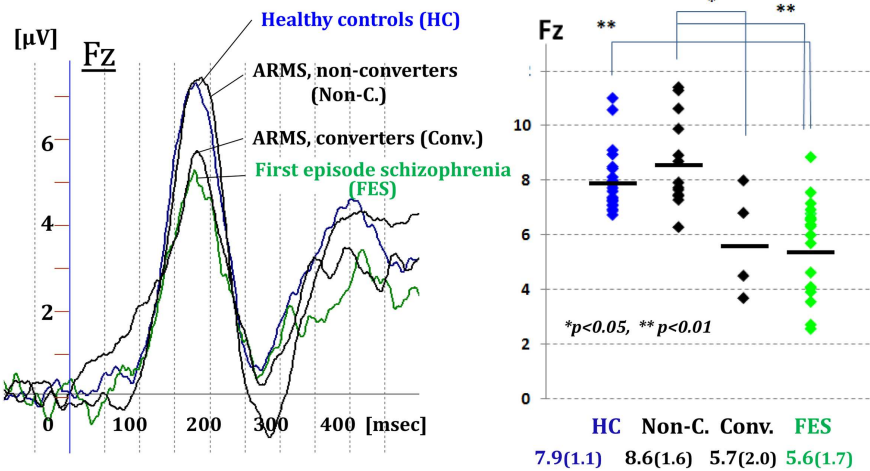 Healthy controls (HC)
[μV]
Fz
ARMS, non-converters
(Non-C.)
ARMS, converters (Conv.)
First episode schizophrenia
(FES)
6
4
2
0 100 200 300 400 [msec]
Fz
** * **
10
8
6
4
2
0
*p<0.05, ** p<0.01
HC Non-C. Conv. FES
7.9(1.1) 8.6(1.6) 5.7(2.0) 5.6(1.7)